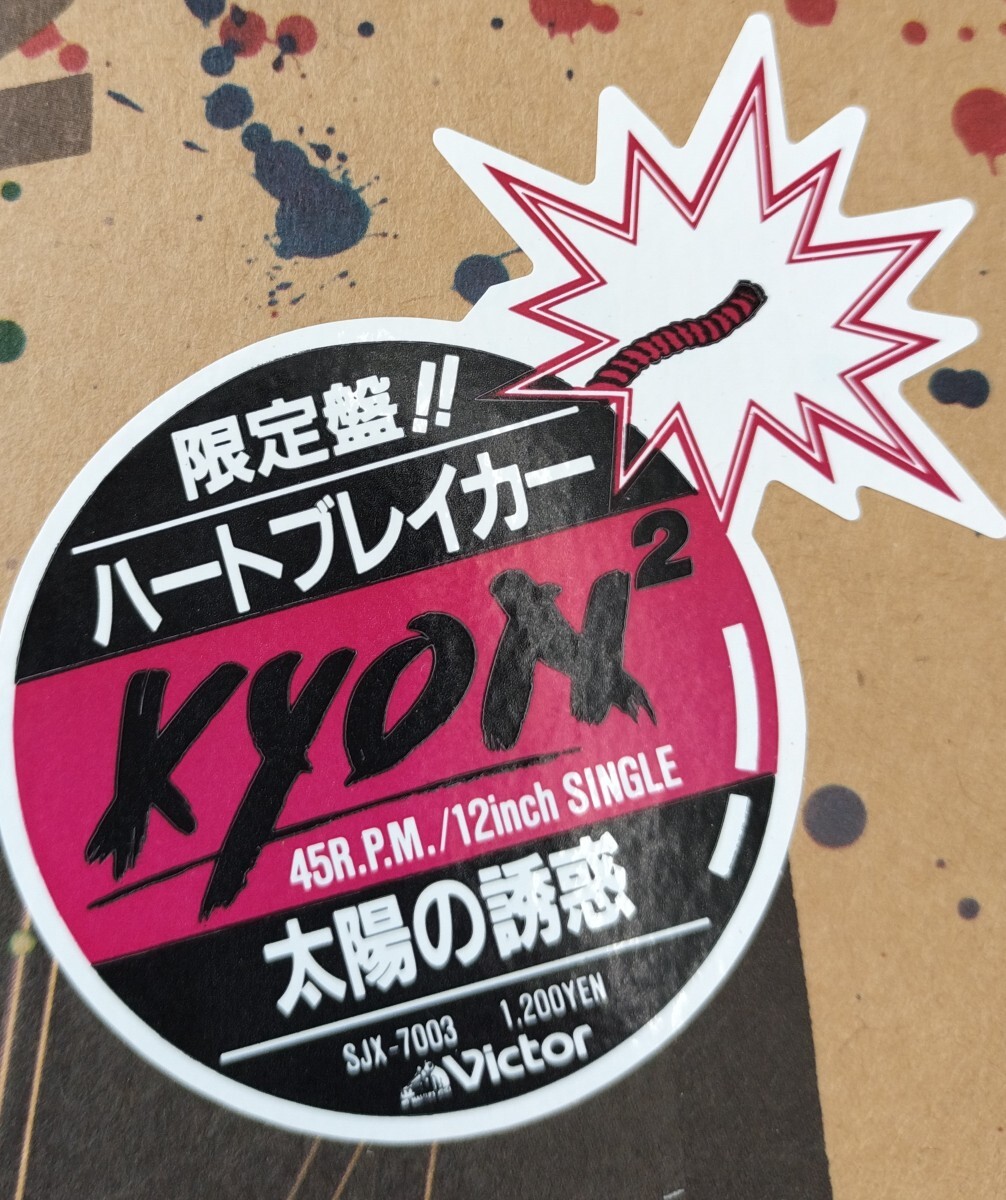 限定盤!!
ハートブレイカー
KYON²
45R.P.M./12inch SINGLE
太陽の誘惑
SJX-7003 1,200YEN
Victor